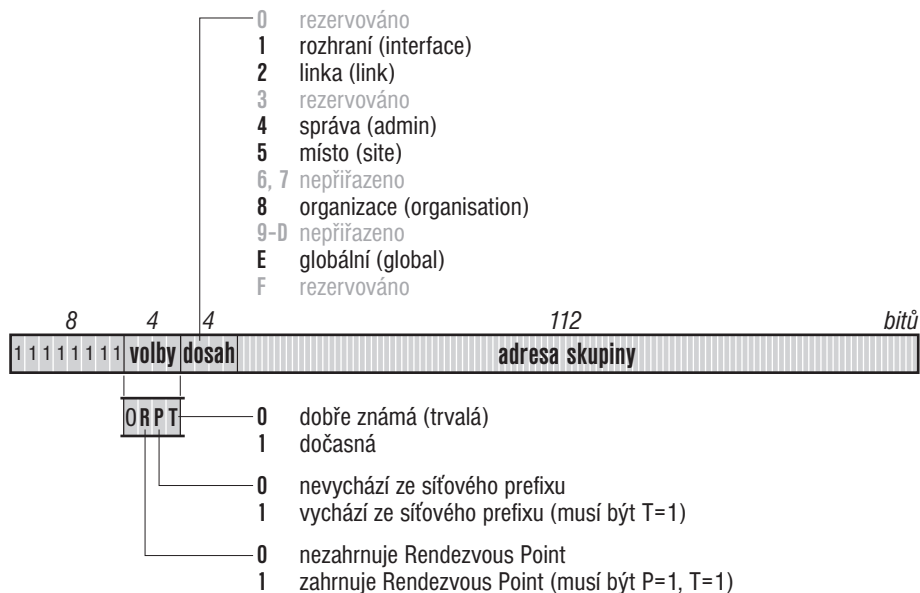 0 rezervováno
1 rozhraní (interface)
2 linka (link)
3 rezervováno
4 správa (admin)
5 místo (site)
6, 7 nepřiřazeno
8 organizace (organisation)
9-D nepřiřazeno
E globální (global)
F rezervováno
8 4 4 112 bitů
1 1 1 1 1 1 1 1 volby dosah adresa skupiny
0 R P T
0 dobře známá (trvalá)
1 dočasná
0 nevychází ze síťového prefixu
1 vychází ze síťového prefixu (musí být T=1)
0 nezahrnuje Rendezvous Point
1 zahrnuje Rendezvous Point (musí být P=1, T=1)